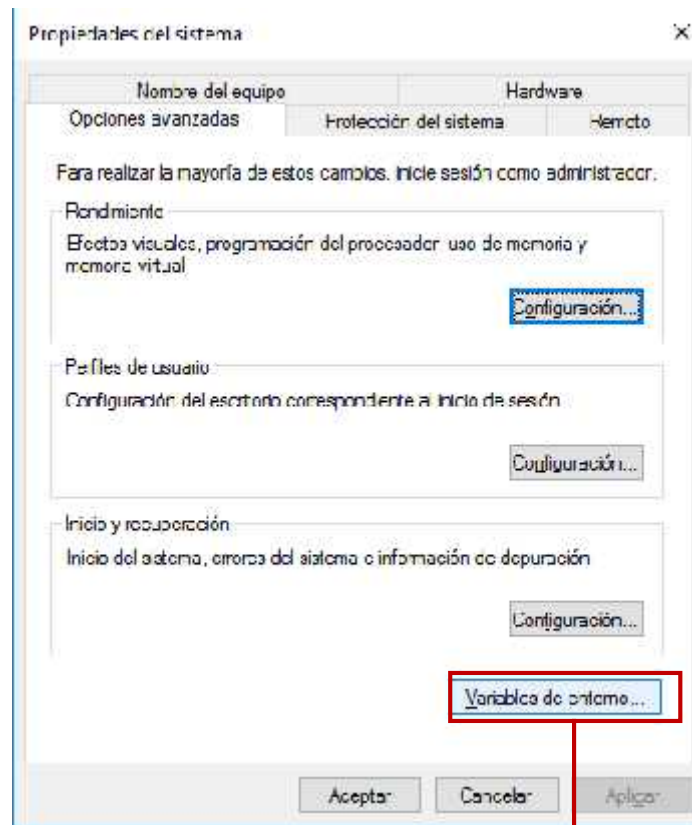 Propiedades del sistema
Nombre del equipo
Hardware
Opciones avanzadas
Protección del sistema
Remoto
Para realizar la mayoría de estos cambios, inicie sesión como administrador.
Rendimiento
Efectos visuales, programación del procesador, uso de memoria y
memoria virtual
Configuración...
Perfiles de usuario
Configuración del escritorio correspondiente al inicio de sesión
Configuración...
Inicio y recuperación
Inicio del sistema, errores del sistema e información de depuración
Configuración...
Variables de entorno...
Aceptar
Cancelar
Aplicar